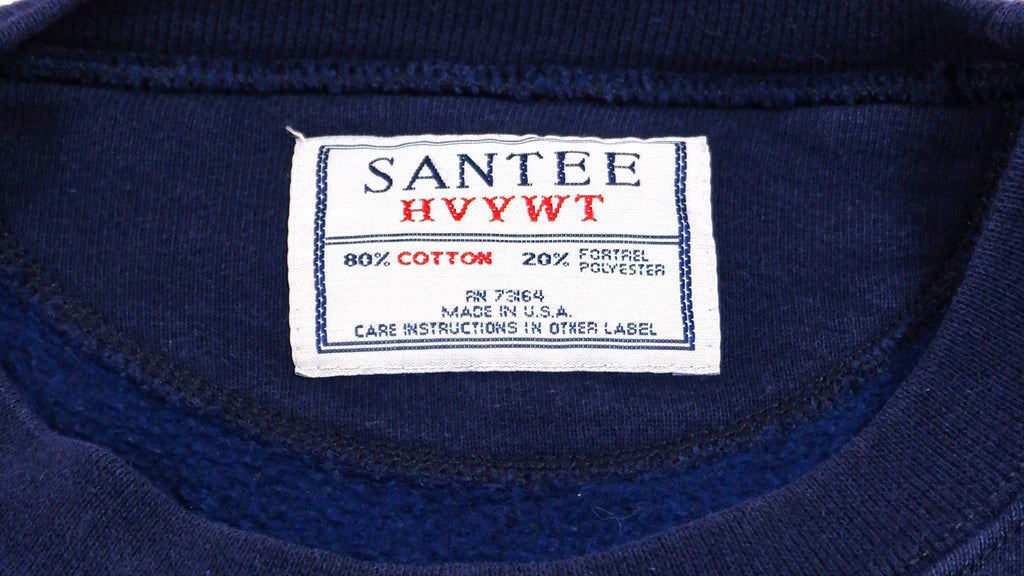 SANTEE
HVYWT
80% COTTON 20% FORTREL
POLYESTER
RN 73164
MADE IN U.S.A.
CARE INSTRUCTIONS IN OTHER LABEL